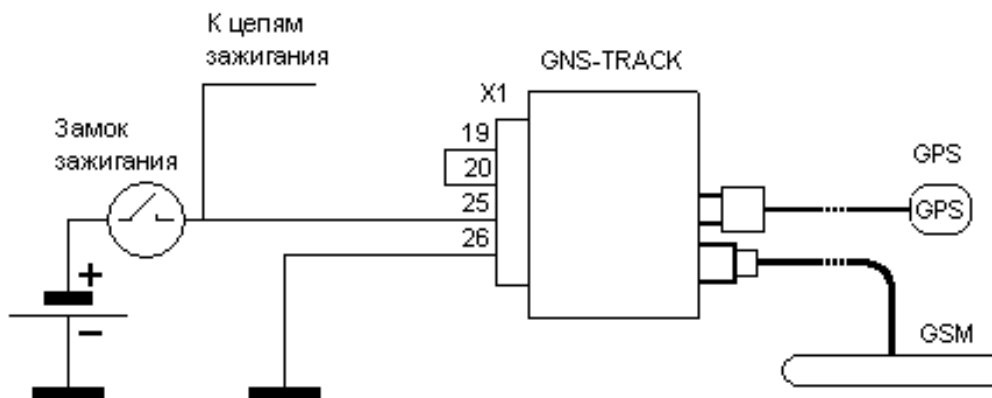 К цепям
зажигания
GNS-TRACK
X1
Замок
зажигания
19
20
25
26
GPS
GPS
GSM
+
−